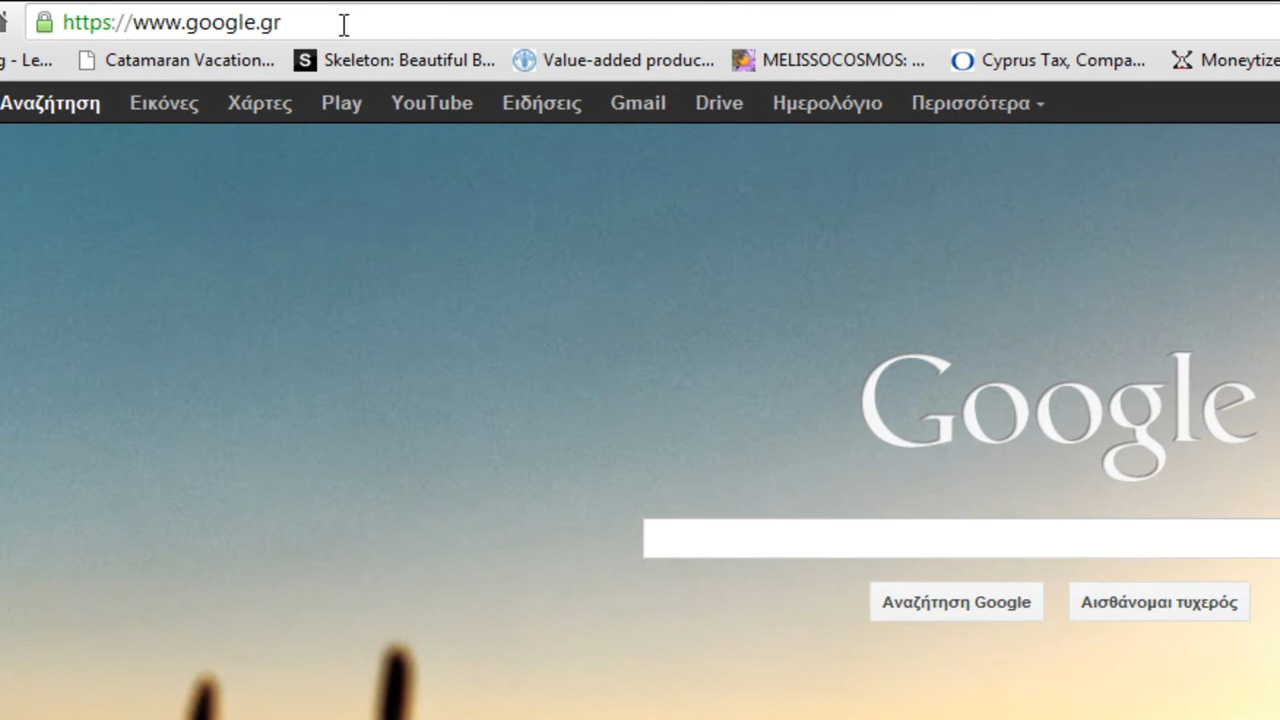 https://www.google.gr
g - Le... Catamaran Vacation... S Skeleton: Beautiful B... Value-added produc... MELISSOCOSMOS: ... Cyprus Tax, Compa... Moneytize
Αναζήτηση Εικόνες Χάρτες Play YouTube Ειδήσεις Gmail Drive Ημερολόγιο Περισσότερα
Google
Αναζήτηση Google Αισθάνομαι τυχερός